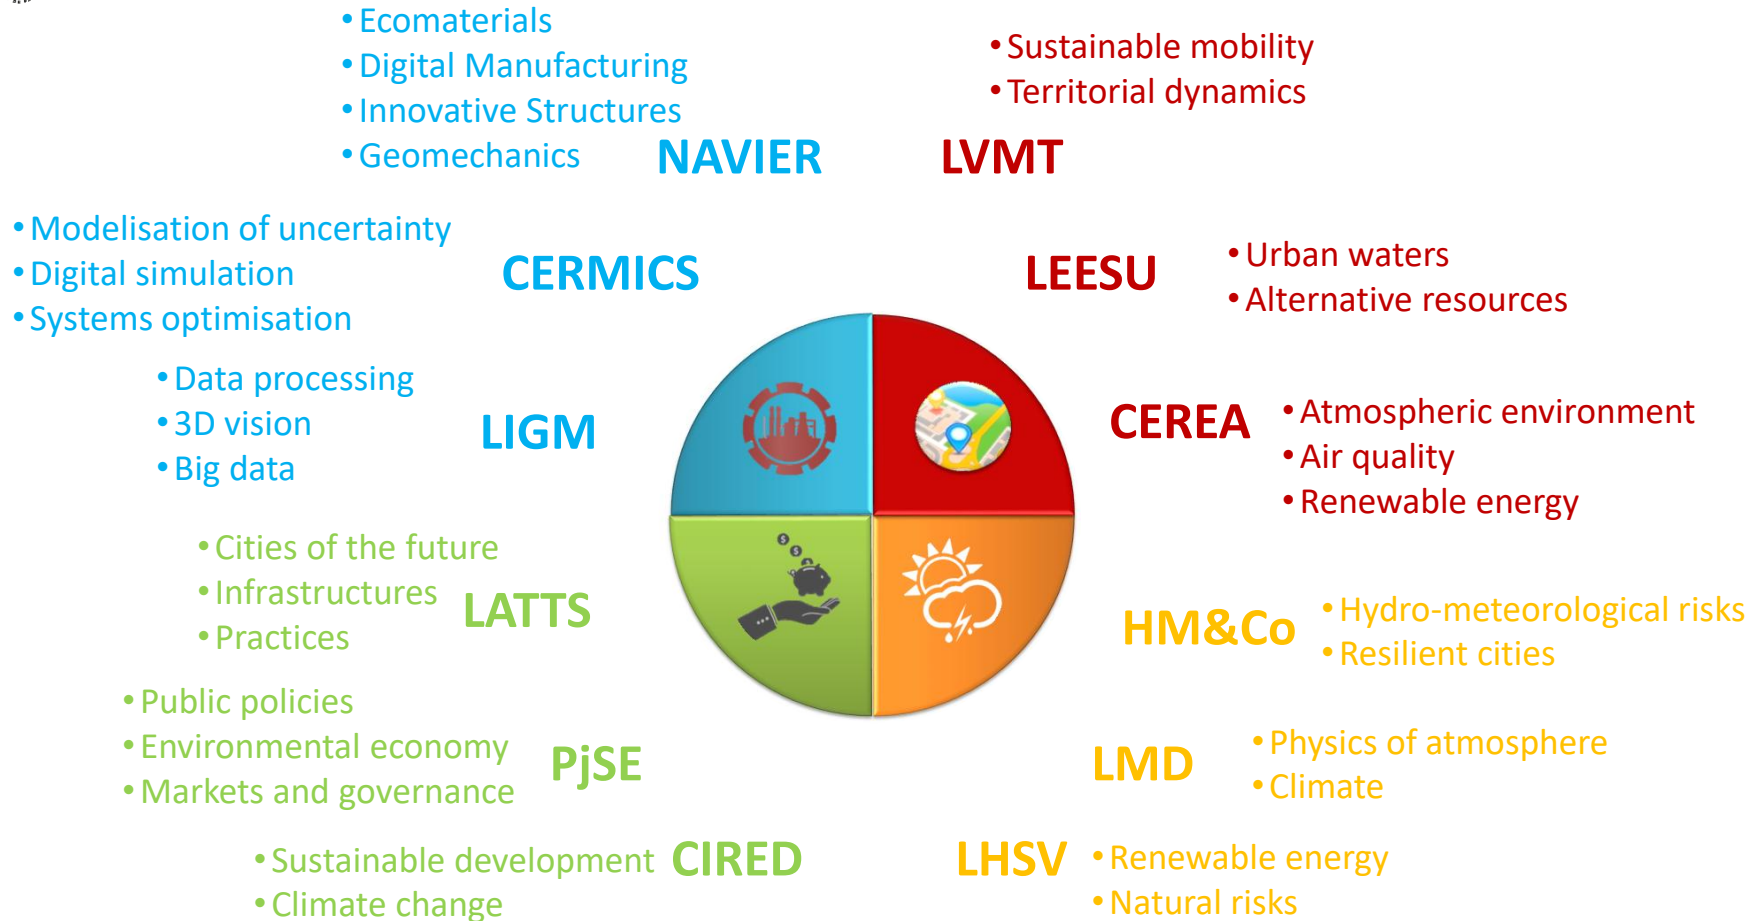 • Ecomaterials
• Digital Manufacturing
• Innovative Structures
• Geomechanics
NAVIER
• Sustainable mobility
• Territorial dynamics
LVMT
• Modelisation of uncertainty
• Digital simulation
• Systems optimisation
CERMICS
LEESU
• Urban waters
• Alternative resources
• Data processing
• 3D vision
• Big data
LIGM
CEREA
• Atmospheric environment
• Air quality
• Renewable energy
• Cities of the future
• Infrastructures
• Practices
LATTS
HM&Co
• Hydro-meteorological risks
• Resilient cities
• Public policies
• Environmental economy
• Markets and governance
PjSE
LMD
• Physics of atmosphere
• Climate
• Sustainable development
• Climate change
CIRED
LHSV
• Renewable energy
• Natural risks